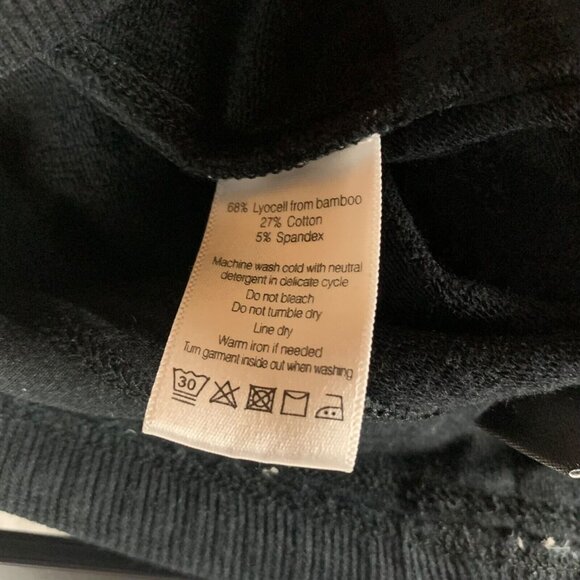 68% Lyocell from bamboo
27% Cotton
5% Spandex
Machine wash cold with neutral
detergent in delicate cycle
Do not bleach
Do not tumble dry
Line dry
Warm iron if needed
Turn garment inside out when washing
30